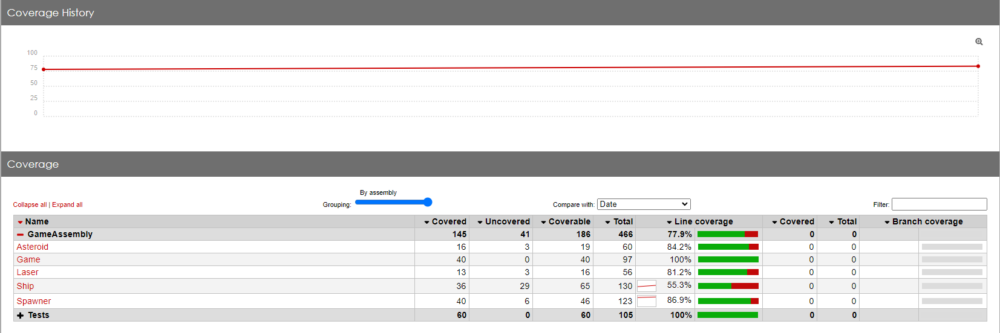 Coverage History
100
75
50
25
0
Coverage
By assembly
Collapse all | Expand all Grouping: Compare with: Date Filter:
Name Covered Uncovered Coverable Total Line coverage Covered Total Branch coverage
GameAssembly 145 41 186 466 77.9% 0 0
Asteroid 16 3 19 60 84.2% 0 0
Game 40 0 40 97 100% 0 0
Laser 13 3 16 56 81.2% 0 0
Ship 36 29 65 130 55.3% 0 0
Spawner 40 6 46 123 86.9% 0 0
Tests 60 0 60 105 100% 0 0